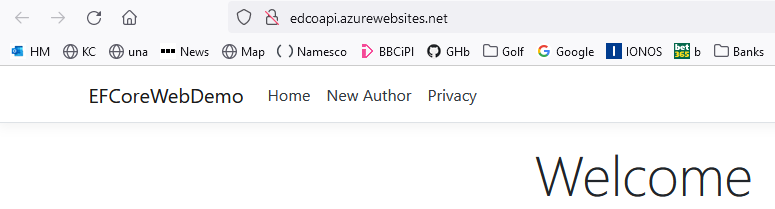 edcoapi.azurewebsites.net
HM KC una News Map Namesco BBCiPl GHb Golf Google IONOS bet365 b Banks
EFCoreWebDemo Home New Author Privacy
Welcome